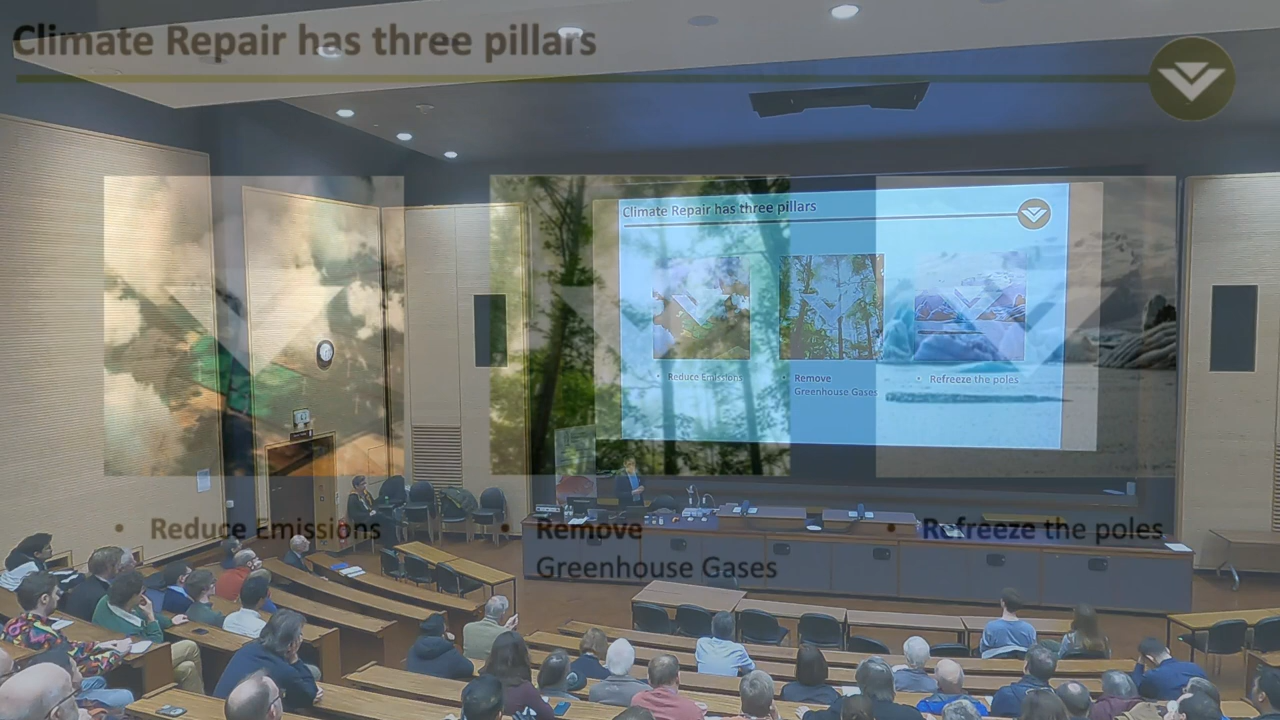 Climate Repair has three pillars
Climate Repair has three pillars
• Reduce Emissions
• Remove
Greenhouse Gases
• Refreeze the poles
• Reduce Emissions
• Remove
Greenhouse Gases
• Refreeze the poles